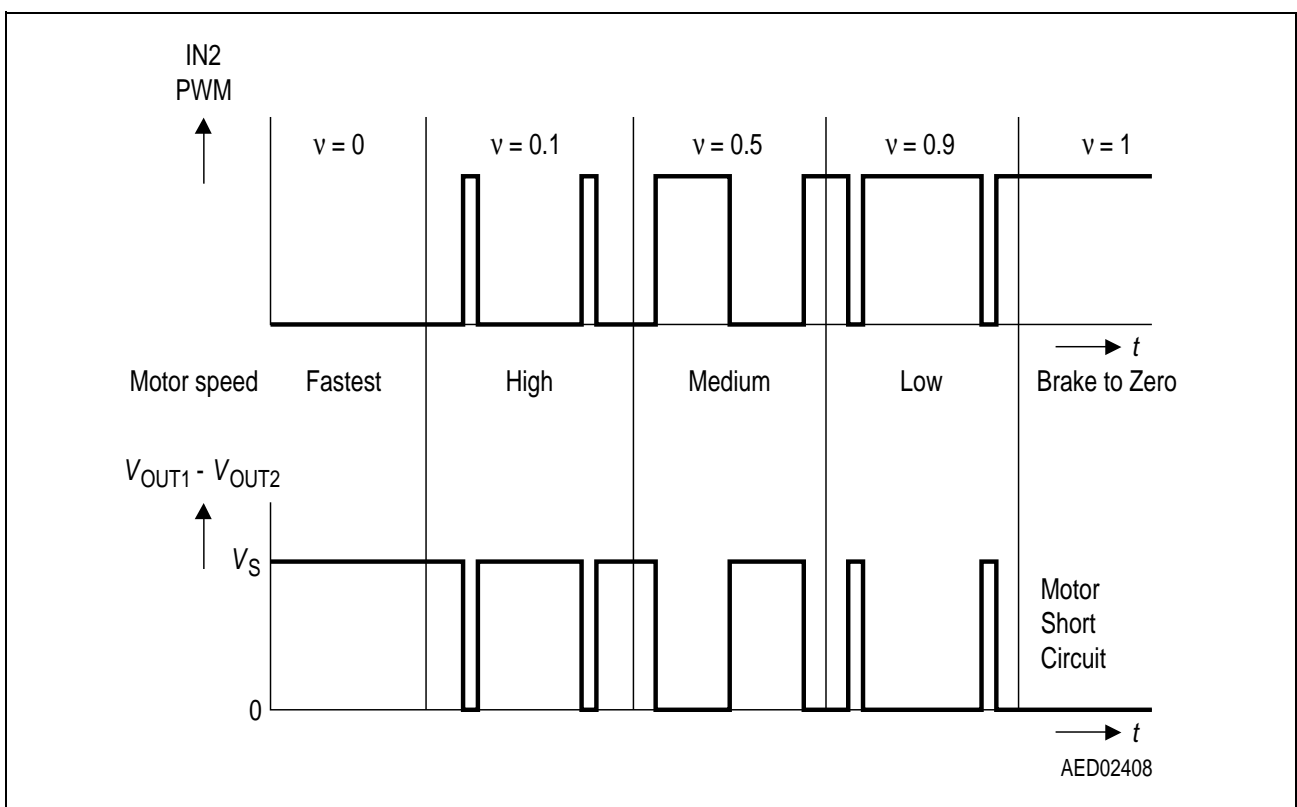 IN2
PWM
ν = 0
ν = 0.1
ν = 0.5
ν = 0.9
ν = 1
t
Motor speed
Fastest
High
Medium
Low
Brake to Zero
VOUT1 - VOUT2
VS
Motor
Short
Circuit
0
t
AED02408